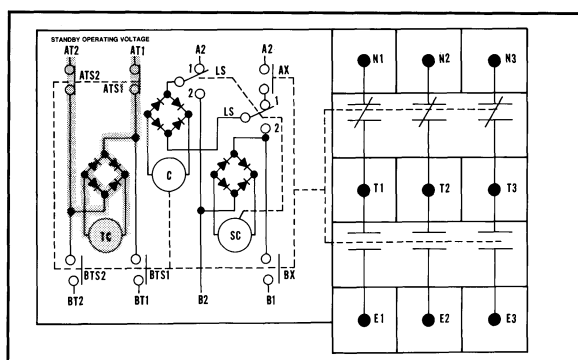 STANDBY OPERATING VOLTAGE
AT2 AT1 A2 A2
ATS2 ATS1 1 LS AX
2 LS 1
2
C
TC SC
BTS2 BTS1 BX
BT2 BT1 B2 B1
N1 N2 N3
T1 T2 T3
E1 E2 E3